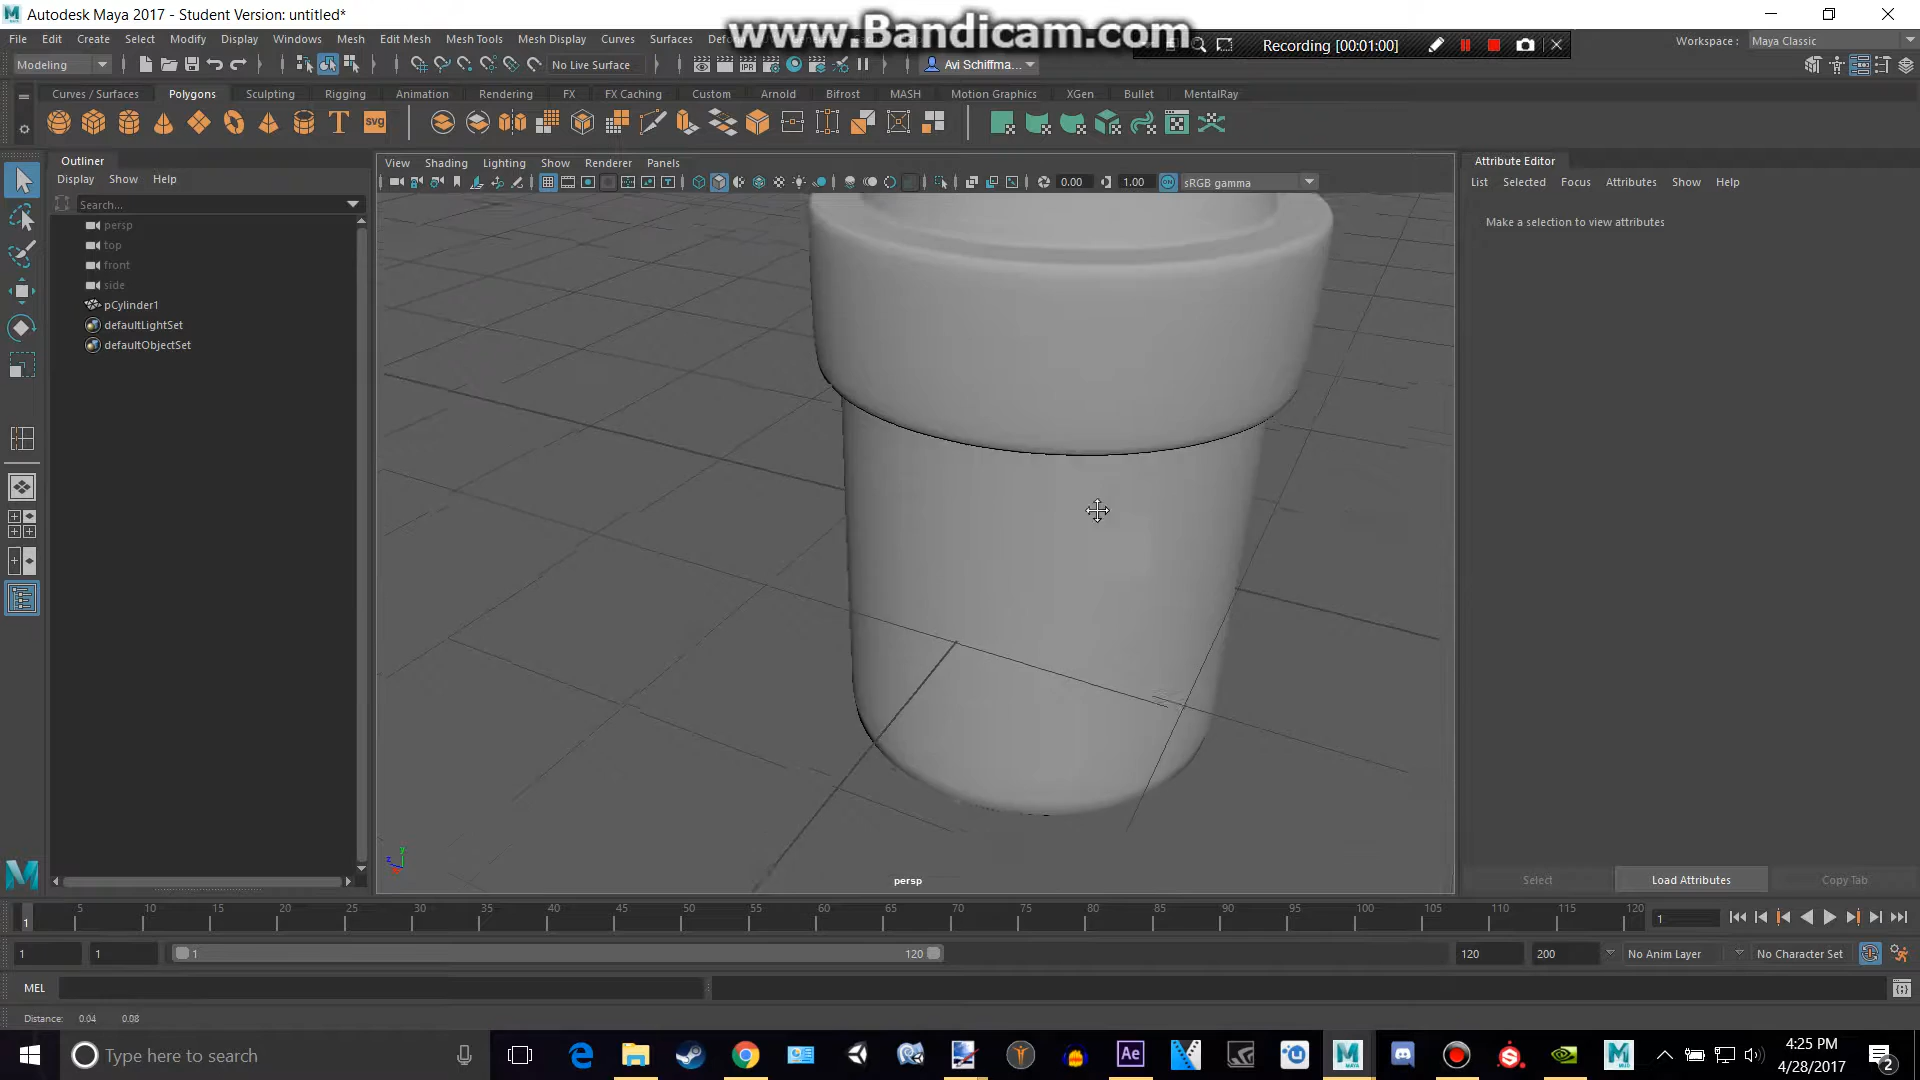 Autodesk Maya 2017 - Student Version: untitled*
www.Bandicam.com
Recording [00:01:00]
Workspace : Maya Classic
File Edit Create Select Modify Display Windows Mesh Edit Mesh Mesh Tools Mesh Display Curves Surfaces
Modeling
No Live Surface
IPR
Avi Schiffma...
Curves / Surfaces Polygons Sculpting Rigging Animation Rendering FX FX Caching Custom Arnold Bifrost MASH Motion Graphics XGen Bullet MentalRay
T
SVG
Outliner
Display Show Help
Search...
persp
top
front
side
pCylinder1
defaultLightSet
defaultObjectSet
View Shading Lighting Show Renderer Panels
0.00
1.00
ON
sRGB gamma
persp
y
z
Attribute Editor
List Selected Focus Attributes Show Help
Make a selection to view attributes
Select
Load Attributes
Copy Tab
1 5 10 15 20 25 30 35 40 45 50 55 60 65 70 75 80 85 90 95 100 105 110 115 120
1
1 1 1 120 120 200
No Anim Layer
No Character Set
MEL
Distance: 0.04 0.08
Type here to search
Ae
MAYA
4:25 PM
4/28/2017
2